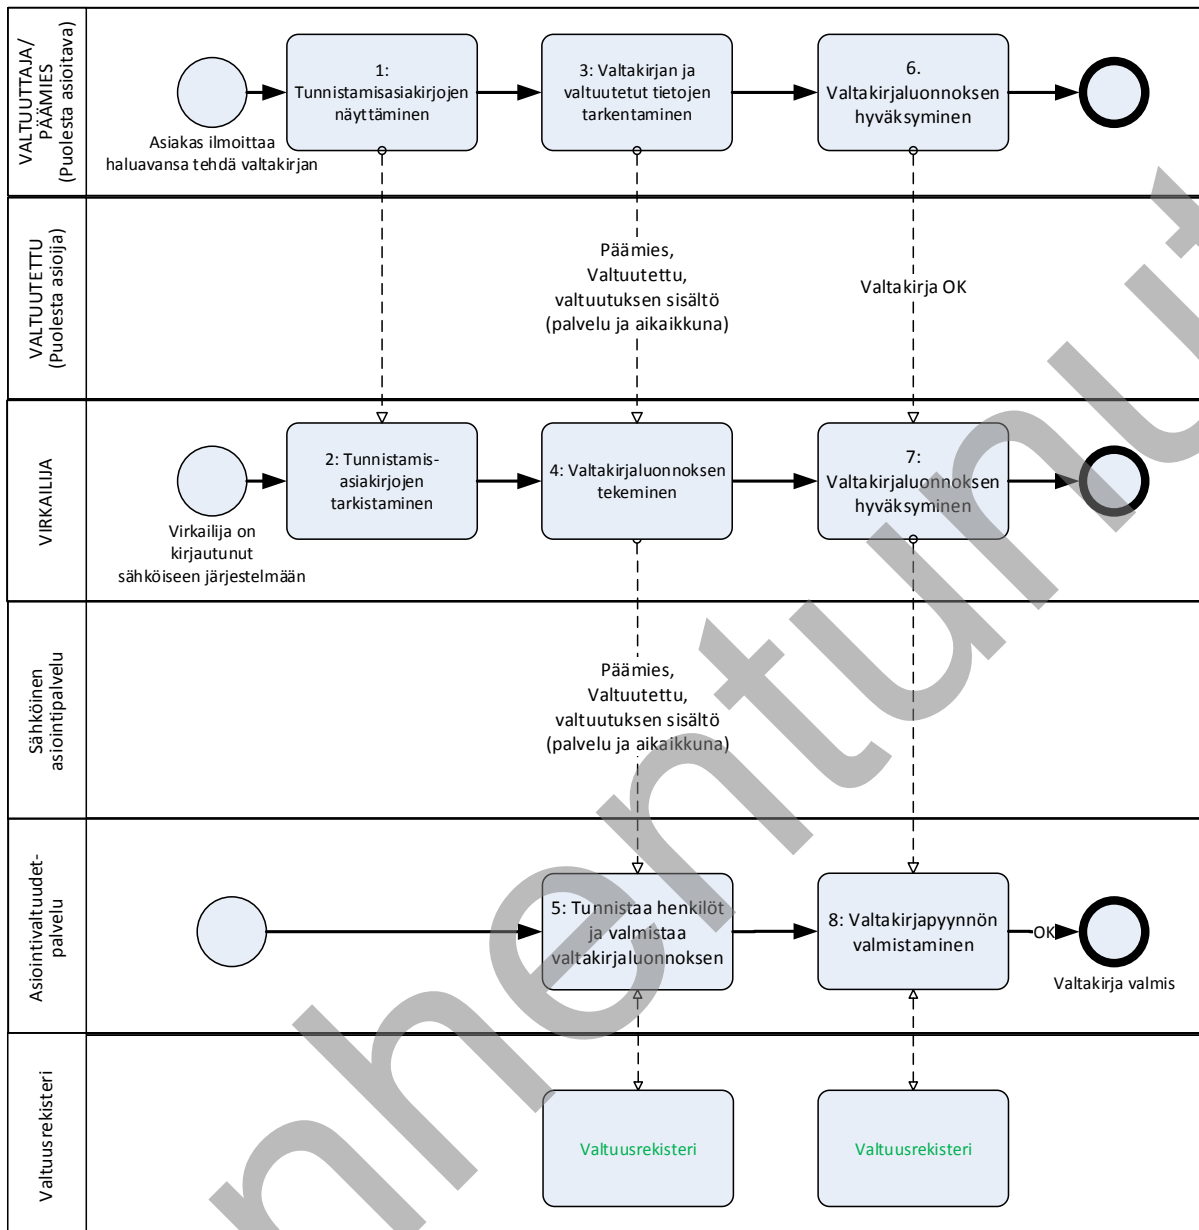 VALTUUTTAJA/
PÄÄMIES
(Puolesta asioitava)
Asiakas ilmoittaa
haluavansa tehdä valtakirjan
1:
Tunnistamisasiakirjojen
näyttäminen
3: Valtakirjan ja
valtuutetut tietojen
tarkentaminen
6.
Valtakirjaluonnoksen
hyväksyminen
VALTUUTETTU
(Puolesta asioija)
Päämies,
Valtuutettu,
valtuutuksen sisältö
(palvelu ja aikaikkuna)
Valtakirja OK
VIRKAILIJA
Virkailija on
kirjautunut
sähköiseen järjestelmään
2: Tunnistamis-
asiakirjojen
tarkistaminen
4: Valtakirjaluonnoksen
tekeminen
7:
Valtakirjaluonnoksen
hyväksyminen
Sähköinen
asiointipalvelu
Päämies,
Valtuutettu,
valtuutuksen sisältö
(palvelu ja aikaikkuna)
Asiointivaltuudet-
palvelu
5: Tunnistaa henkilöt
ja valmistaa
valtakirjaluonnoksen
8: Valtakirjapyynnön
valmistaminen
OK
Valtakirja valmis
Valtuusrekisteri
Valtuusrekisteri
Valtuusrekisteri
nhentunut